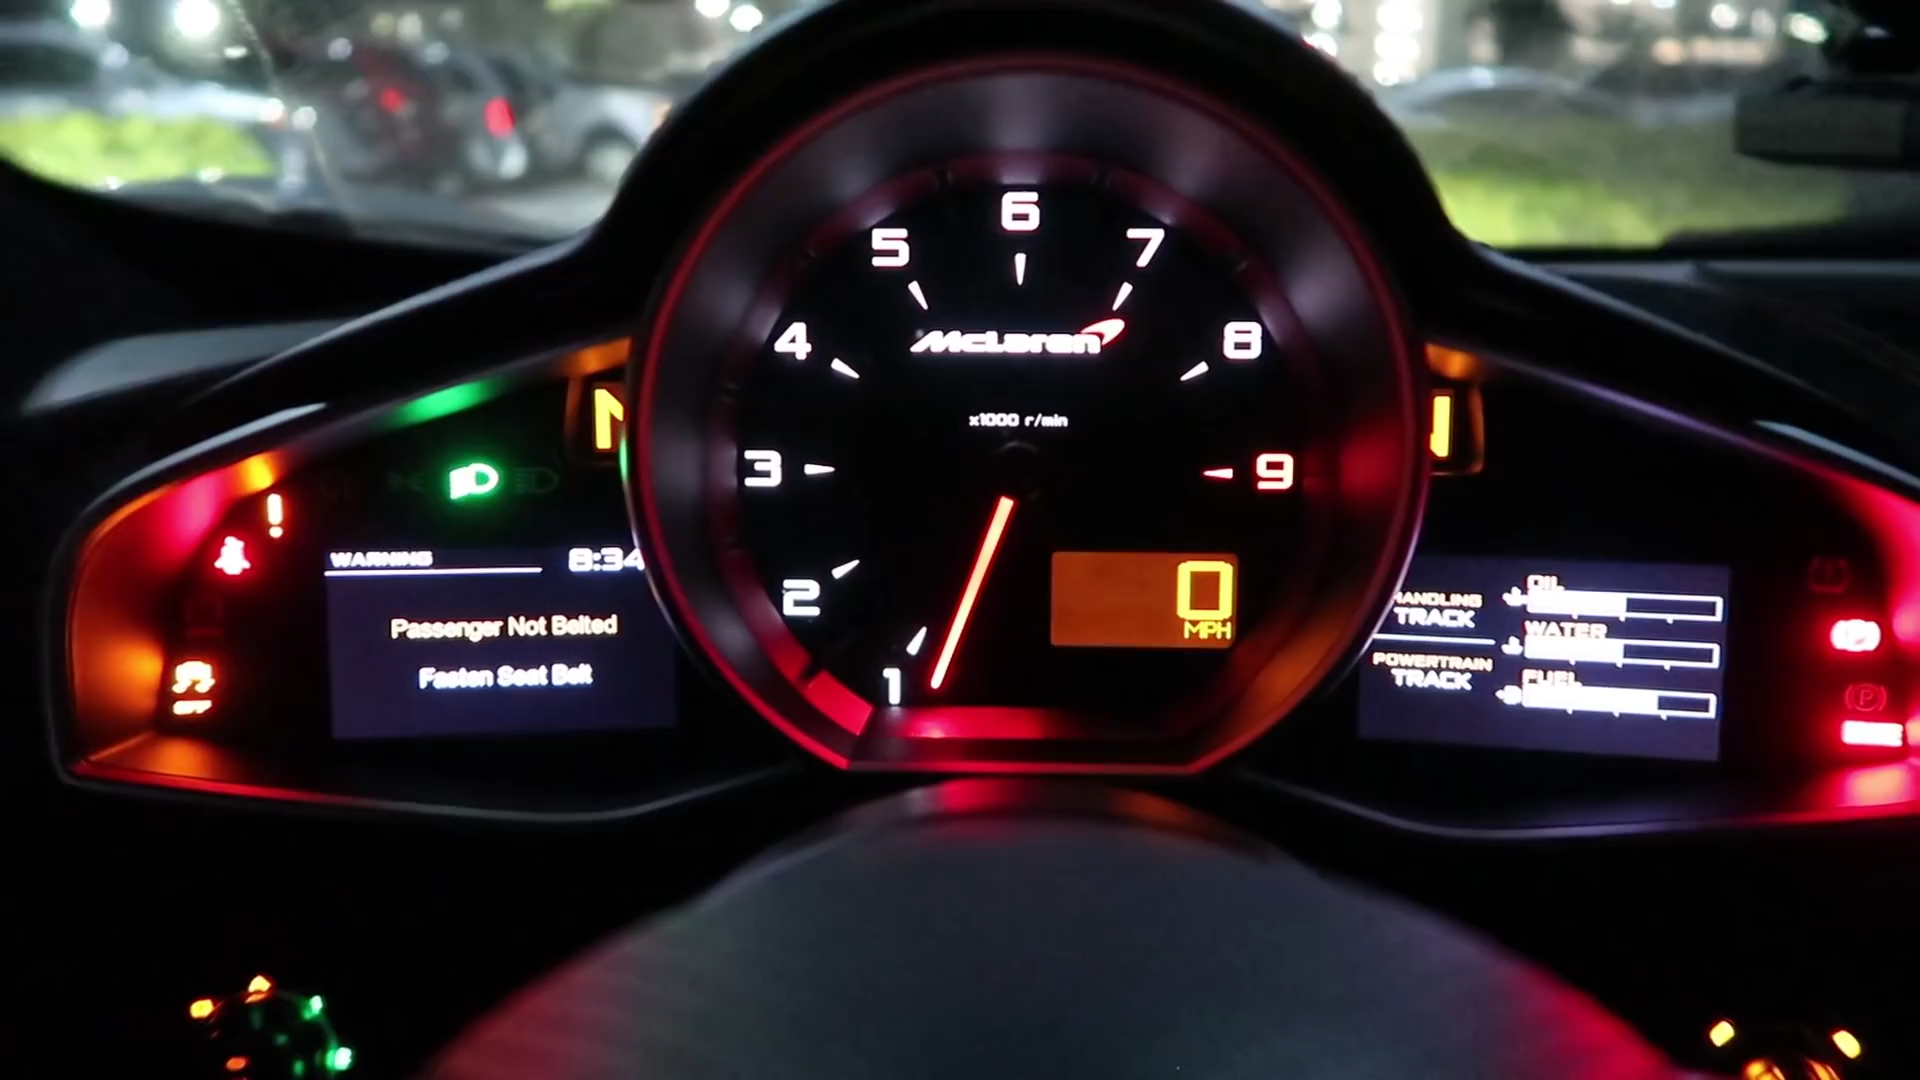 6
5
7
4
McLaren
8
x1000 r/min
3
9
2
0
MPH
1
WARNING 8:34
Passenger Not Belted
Fasten Seat Belt
OFF
HANDLING
TRACK
POWERTRAIN
TRACK
OIL
WATER
FUEL